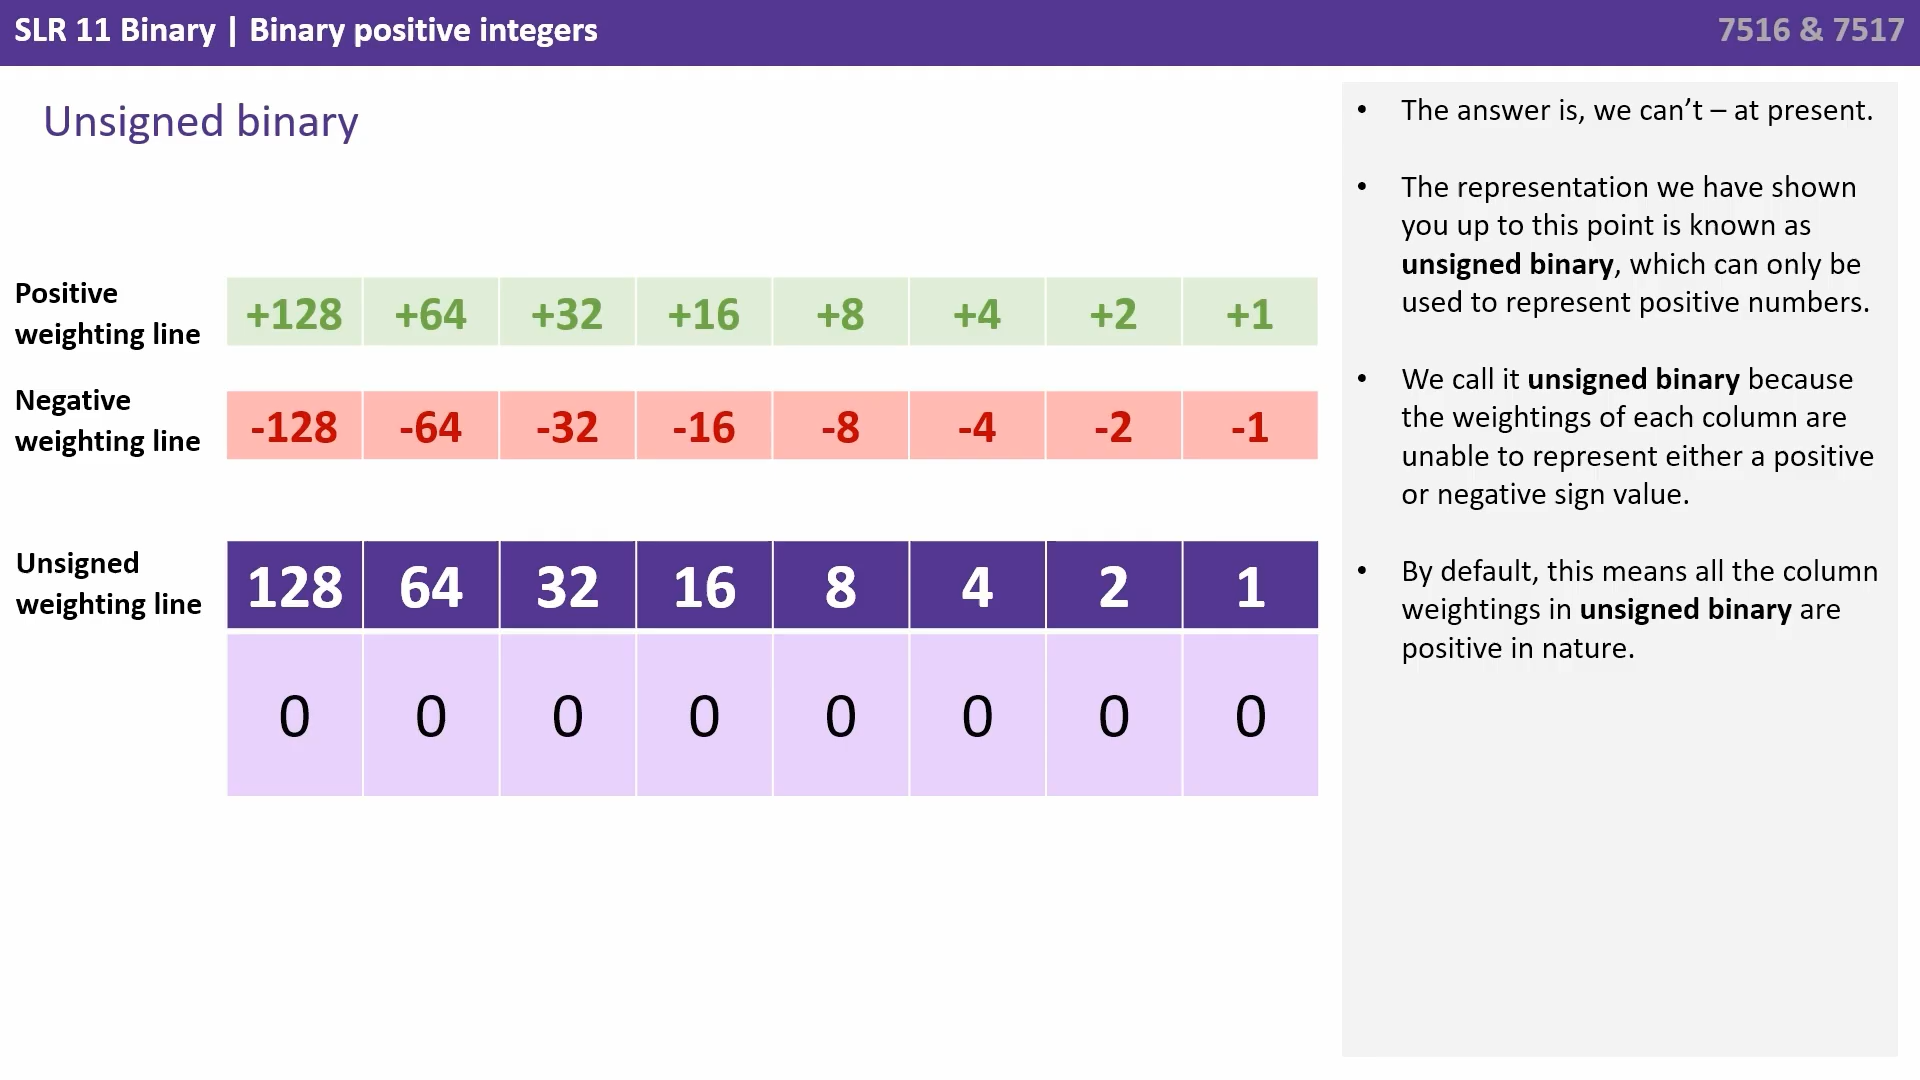 SLR 11 Binary | Binary positive integers
7516 & 7517
Unsigned binary
Positive
weighting line
+128 +64 +32 +16 +8 +4 +2 +1
Negative
weighting line
-128 -64 -32 -16 -8 -4 -2 -1
Unsigned
weighting line
128 64 32 16 8 4 2 1
0 0 0 0 0 0 0 0
• The answer is, we can’t – at present.
• The representation we have shown
you up to this point is known as
unsigned binary, which can only be
used to represent positive numbers.
• We call it unsigned binary because
the weightings of each column are
unable to represent either a positive
or negative sign value.
• By default, this means all the column
weightings in unsigned binary are
positive in nature.